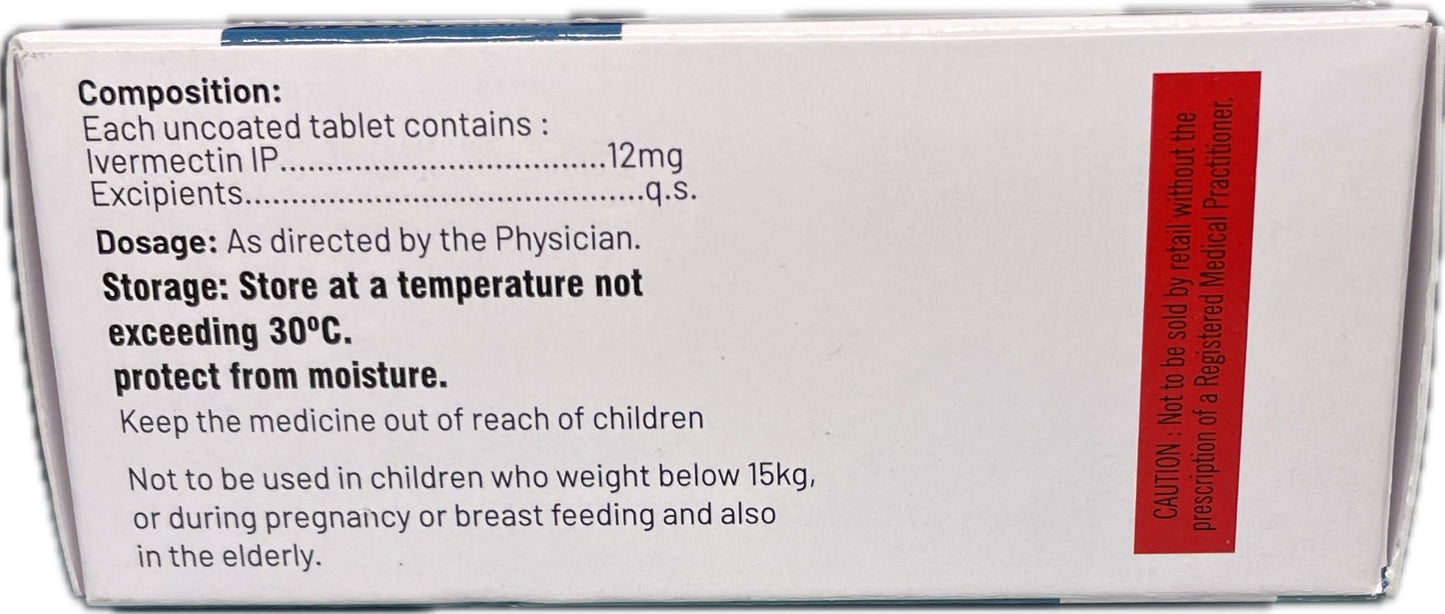 Composition:
Each uncoated tablet contains :
Ivermectin IP...................................12mg
Excipients...........................................q.s.
Dosage: As directed by the Physician.
Storage: Store at a temperature not
exceeding 30ºC.
protect from moisture.
Keep the medicine out of reach of children
Not to be used in children who weight below 15kg,
or during pregnancy or breast feeding and also
in the elderly.
CAUTION : Not to be sold by retail without the
prescription of a Registered Medical Practitioner.